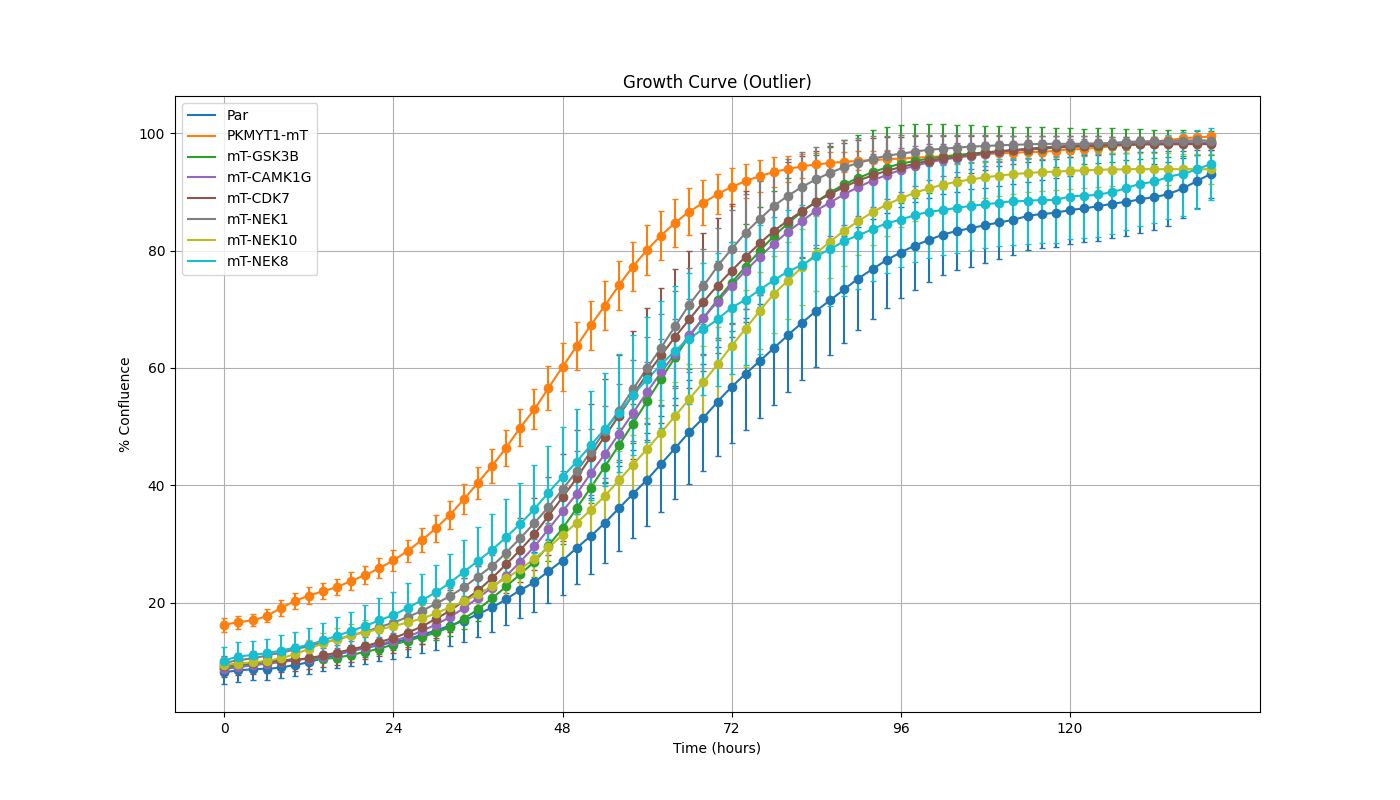 Growth Curve (Outlier)
Par
PKMYT1-mT
mT-GSK3B
mT-CAMK1G
mT-CDK7
mT-NEK1
mT-NEK10
mT-NEK8
100
80
60
40
20
% Confluence
0 24 48 72 96 120
Time (hours)